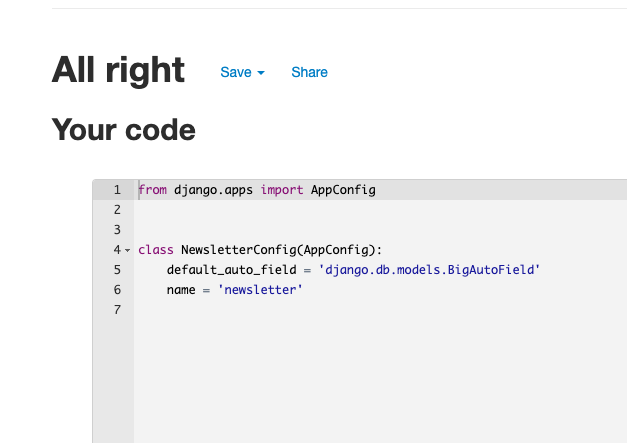 All right
Save Share
Your code
1 from django.apps import AppConfig
2
3
4 class NewsletterConfig(AppConfig):
5     default_auto_field = 'django.db.models.BigAutoField'
6     name = 'newsletter'
7